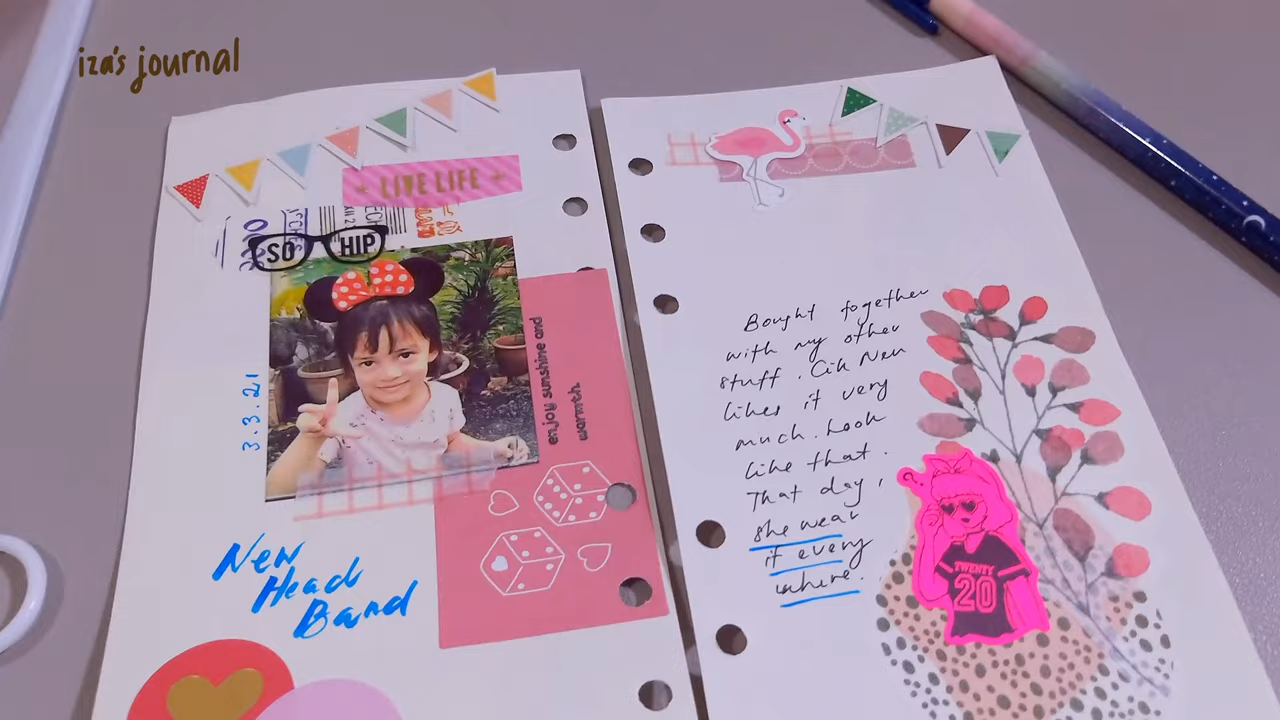 iza's journal
LIVE LIFE
SO HIP
enjoy sunshine and
warmth.
3.3.21
New
Head
Band
Bought together
with my other
stuff. Cik Nen
likes it very
much. Look
like that.
That day,
she wear
it every
where.
TWENTY
20